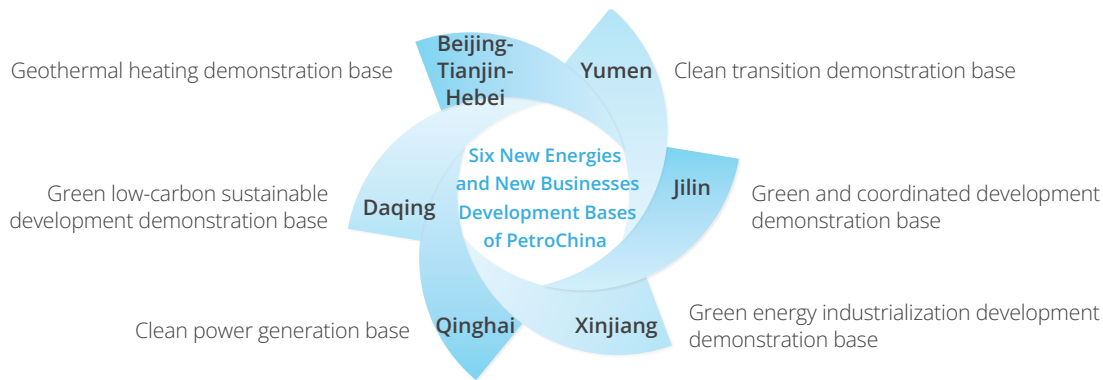 Geothermal heating demonstration base
Beijing-
Tianjin-
Hebei
Yumen
Clean transition demonstration base
Green low-carbon sustainable
development demonstration base
Daqing
Six New Energies
and New Businesses
Development Bases
of PetroChina
Jilin
Green and coordinated development
demonstration base
Clean power generation base
Qinghai
Xinjiang
Green energy industrialization development
demonstration base